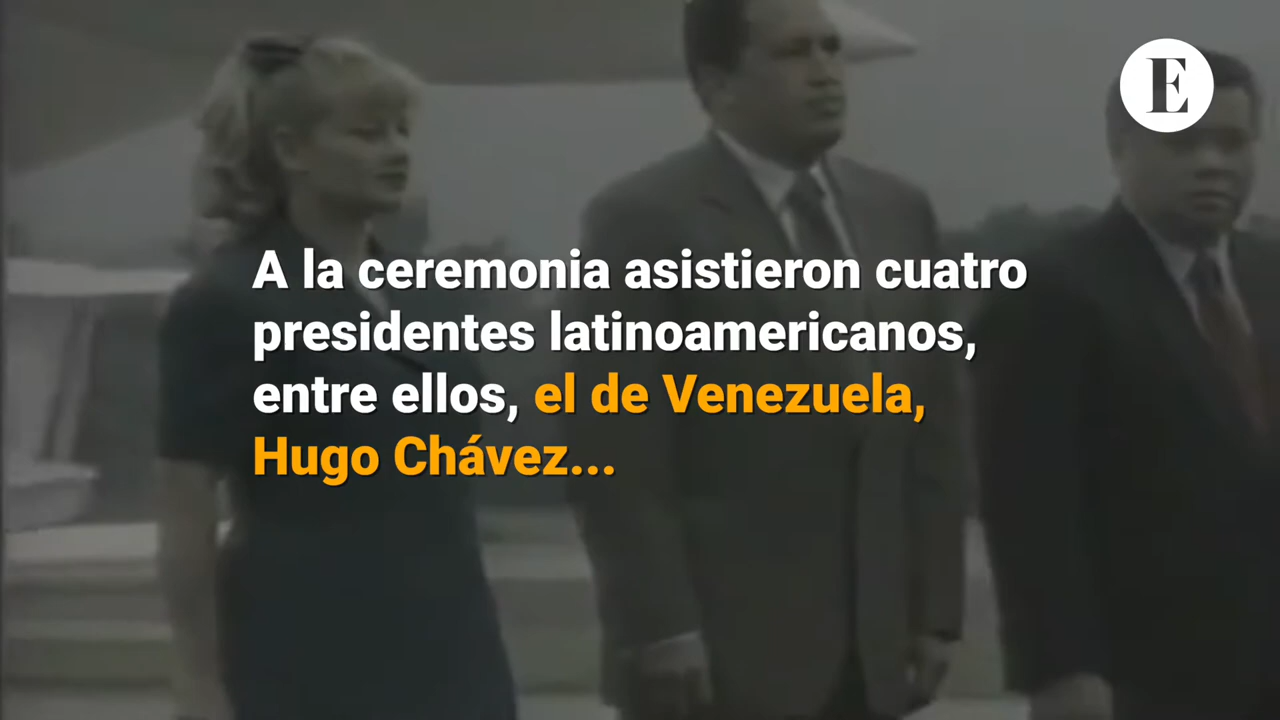 E
A la ceremonia asistieron cuatro
presidentes latinoamericanos,
entre ellos, el de Venezuela,
Hugo Chávez...